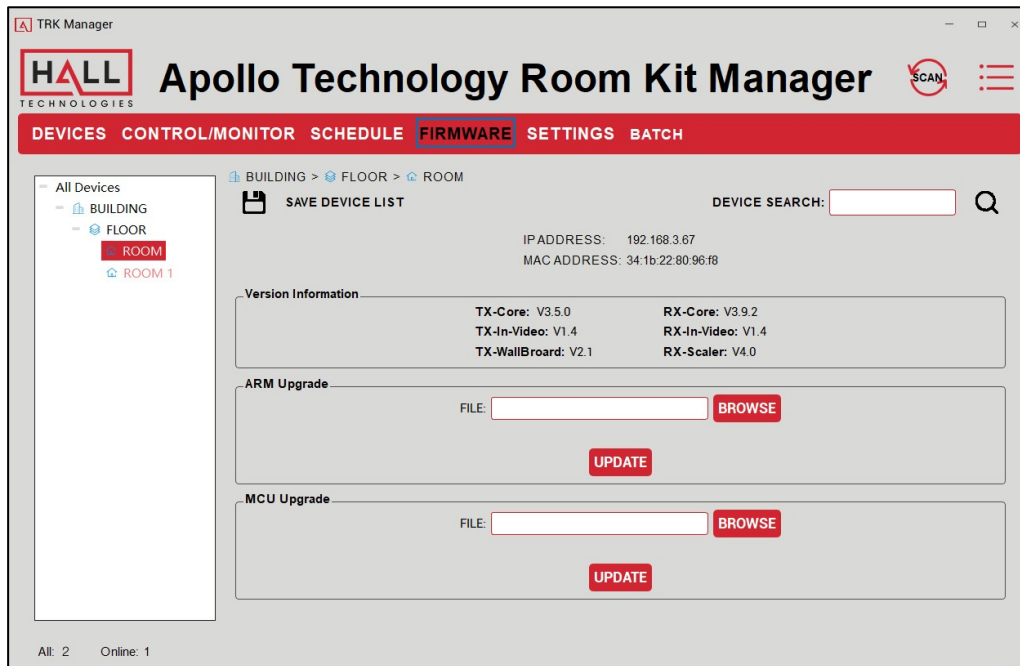 TRK Manager
HALL
TECHNOLOGIES
Apollo Technology Room Kit Manager
SCAN
DEVICES CONTROL/MONITOR SCHEDULE FIRMWARE SETTINGS BATCH
All Devices
BUILDING
FLOOR
ROOM
ROOM 1
BUILDING > FLOOR > ROOM
SAVE DEVICE LIST DEVICE SEARCH:
IP ADDRESS: 192.168.3.67
MAC ADDRESS: 34:1b:22:80:96:f8
Version Information
TX-Core: V3.5.0 RX-Core: V3.9.2
TX-In-Video: V1.4 RX-In-Video: V1.4
TX-WallBroard: V2.1 RX-Scaler: V4.0
ARM Upgrade
FILE: BROWSE
UPDATE
MCU Upgrade
FILE: BROWSE
UPDATE
All: 2 Online: 1